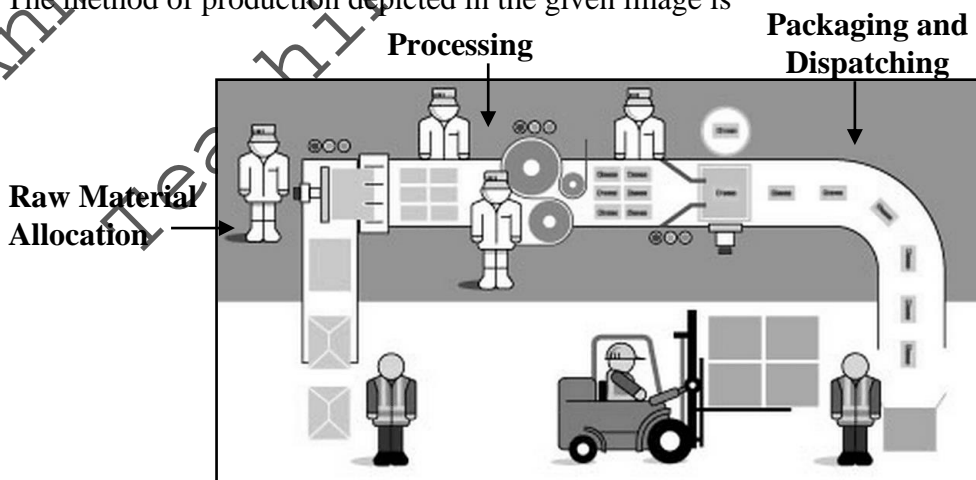 The method of production depicted in the given image is
Processing
Packaging and
Dispatching
Raw Material
Allocation